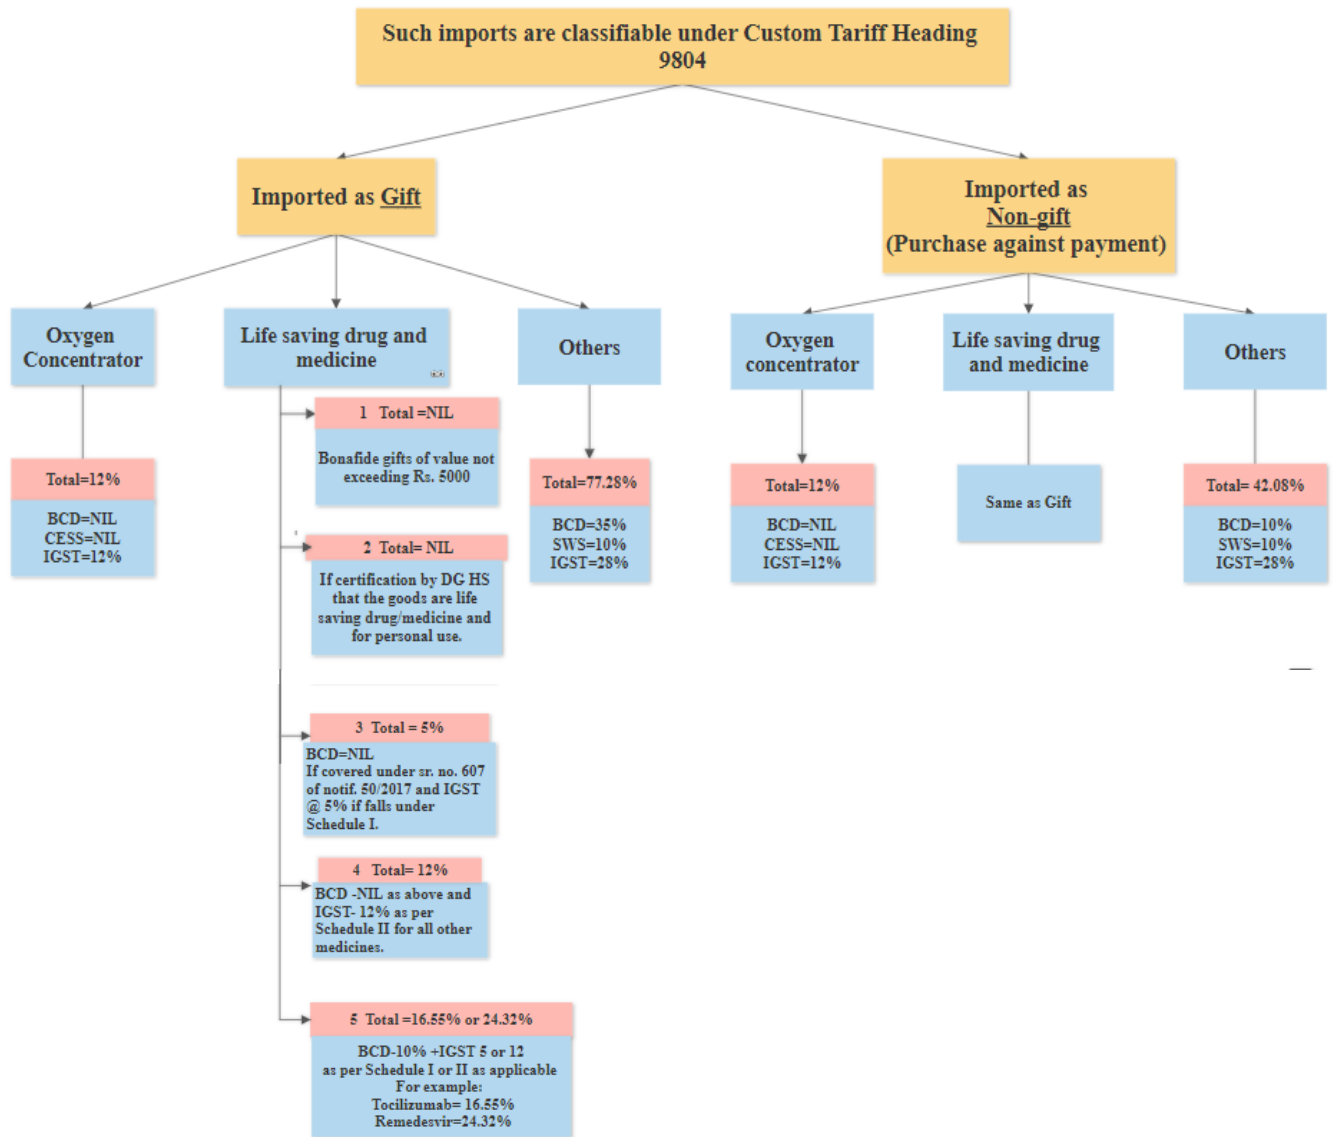 Such imports are classifiable under Custom Tariff Heading
9804
Imported as Gift
Imported as
Non-gift
(Purchase against payment)
Oxygen
Concentrator
Life saving drug and
medicine
Others
Oxygen
concentrator
Life saving drug
and medicine
Others
Total=12%
BCD=NIL
CESS=NIL
IGST=12%
1 Total =NIL
Bonafide gifts of value not
exceeding Rs. 5000
2 Total= NIL
If certification by DG HS
that the goods are life
saving drug/medicine and
for personal use.
3 Total = 5%
BCD=NIL
If covered under sr. no. 607
of notif. 50/2017 and IGST
@ 5% if falls under
Schedule I.
4 Total= 12%
BCD -NIL as above and
IGST- 12% as per
Schedule II for all other
medicines.
5 Total =16.55% or 24.32%
BCD-10% +IGST 5 or 12
as per Schedule I or II as applicable
For example:
Tocilizumab= 16.55%
Remedesvir=24.32%
Total=77.28%
BCD=35%
SWS=10%
IGST=28%
Total=12%
BCD=NIL
CESS=NIL
IGST=12%
Same as Gift
Total= 42.08%
BCD=10%
SWS=10%
IGST=28%